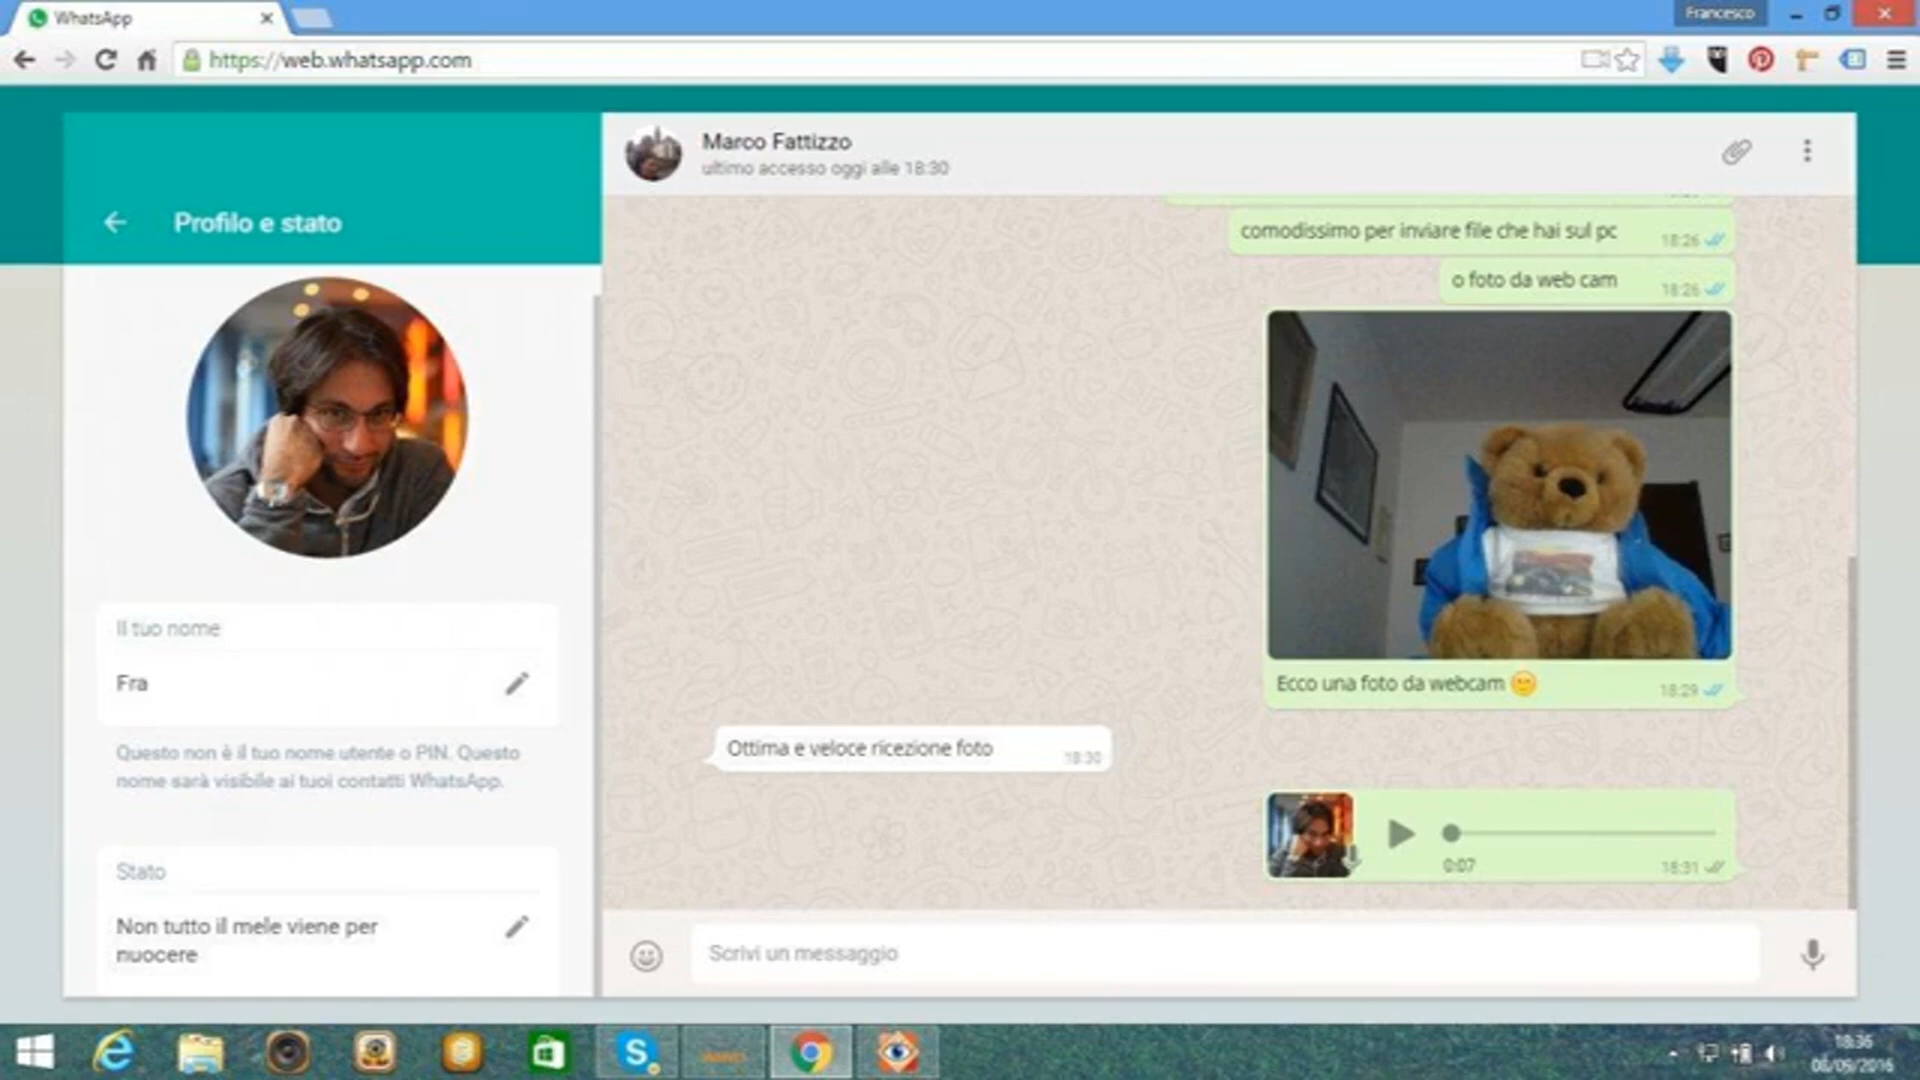 WhatsApp
Francesco
https://web.whatsapp.com
Profilo e stato
Il tuo nome
Fra
Questo non è il tuo nome utente o PIN. Questo
nome sarà visibile ai tuoi contatti WhatsApp.
Stato
Non tutto il mele viene per
nuocere
Marco Fattizzo
ultimo accesso oggi alle 18:30
comodissimo per inviare file che hai sul pc
18:26
o foto da web cam
18:26
Ecco una foto da webcam
18:29
Ottima e veloce ricezione foto
18:30
0:07
18:31
Scrivi un messaggio
18:36